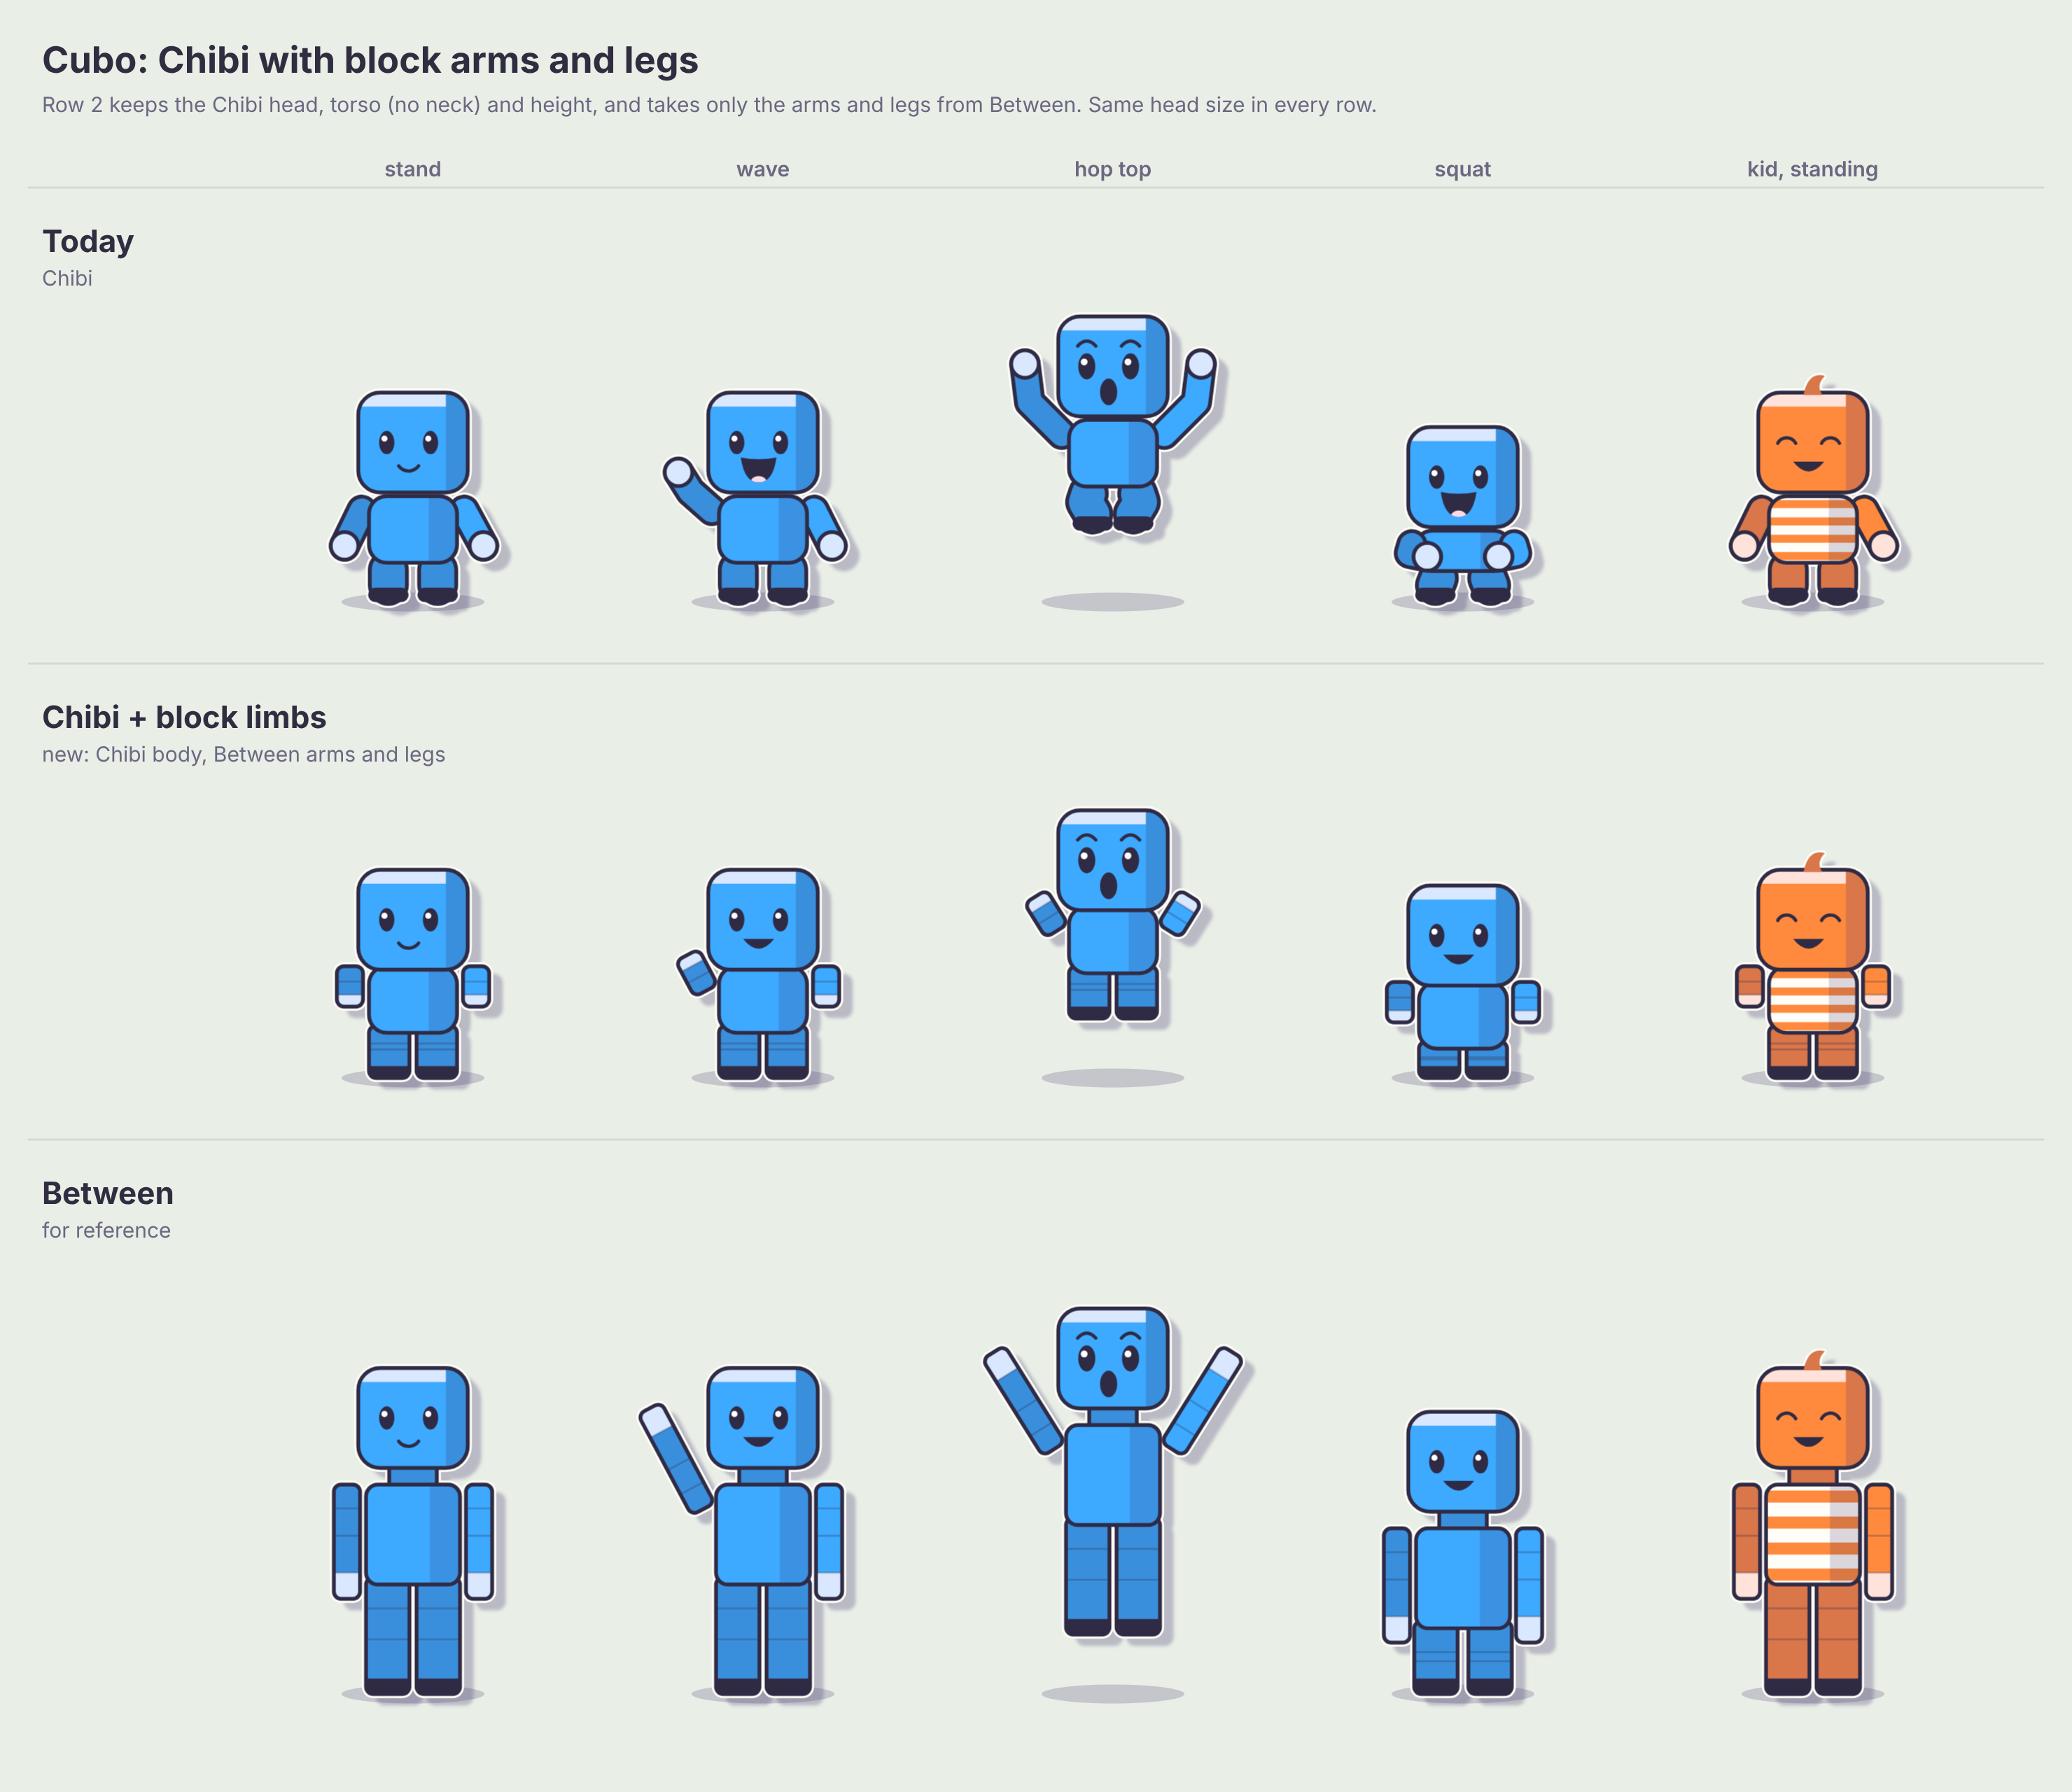 Cubo: Chibi with block arms and legs
Row 2 keeps the Chibi head, torso (no neck) and height, and takes only the arms and legs from Between. Same head size in every row.
stand wave hop top squat kid, standing
Today
Chibi
Chibi + block limbs
new: Chibi body, Between arms and legs
Between
for reference